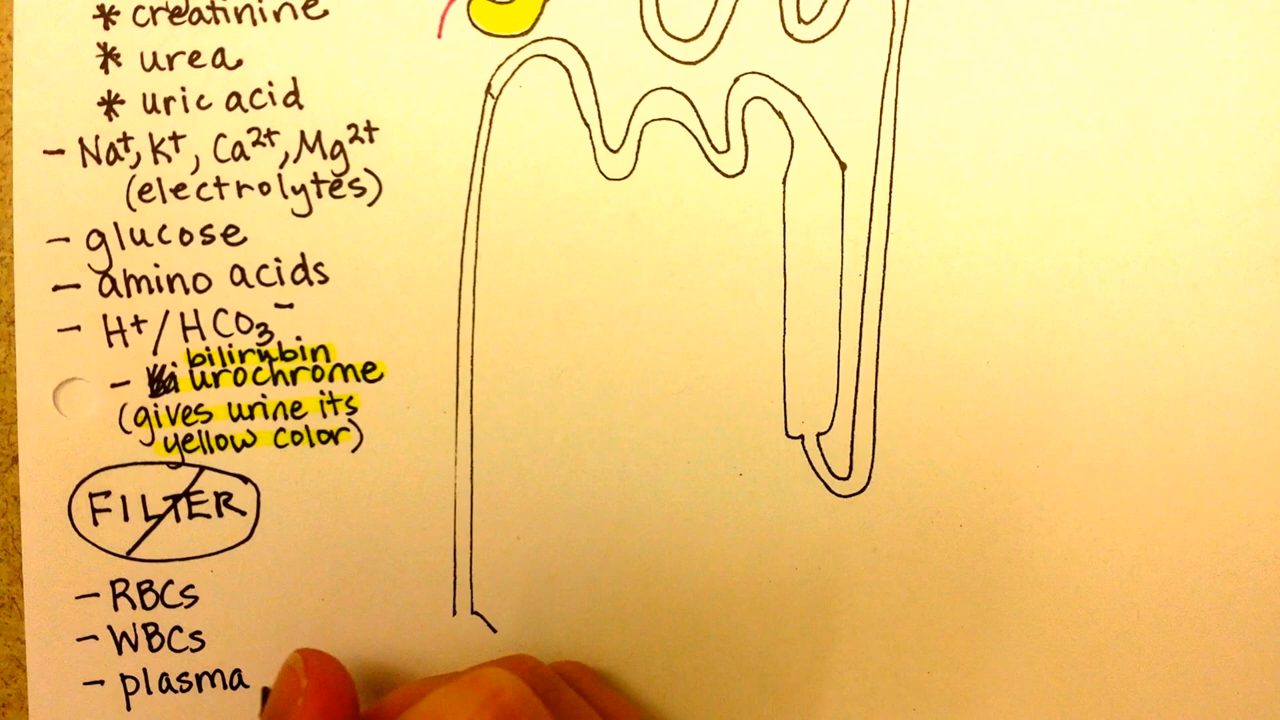 * creatinine
* urea
* uric acid
- Na+, K+, Ca2+, Mg2+
(electrolytes)
- glucose
- amino acids
- H+/HCO3-
bilirubin
- urochrome
(gives urine its
yellow color)
FILTER
- RBCs
- WBCs
- plasma